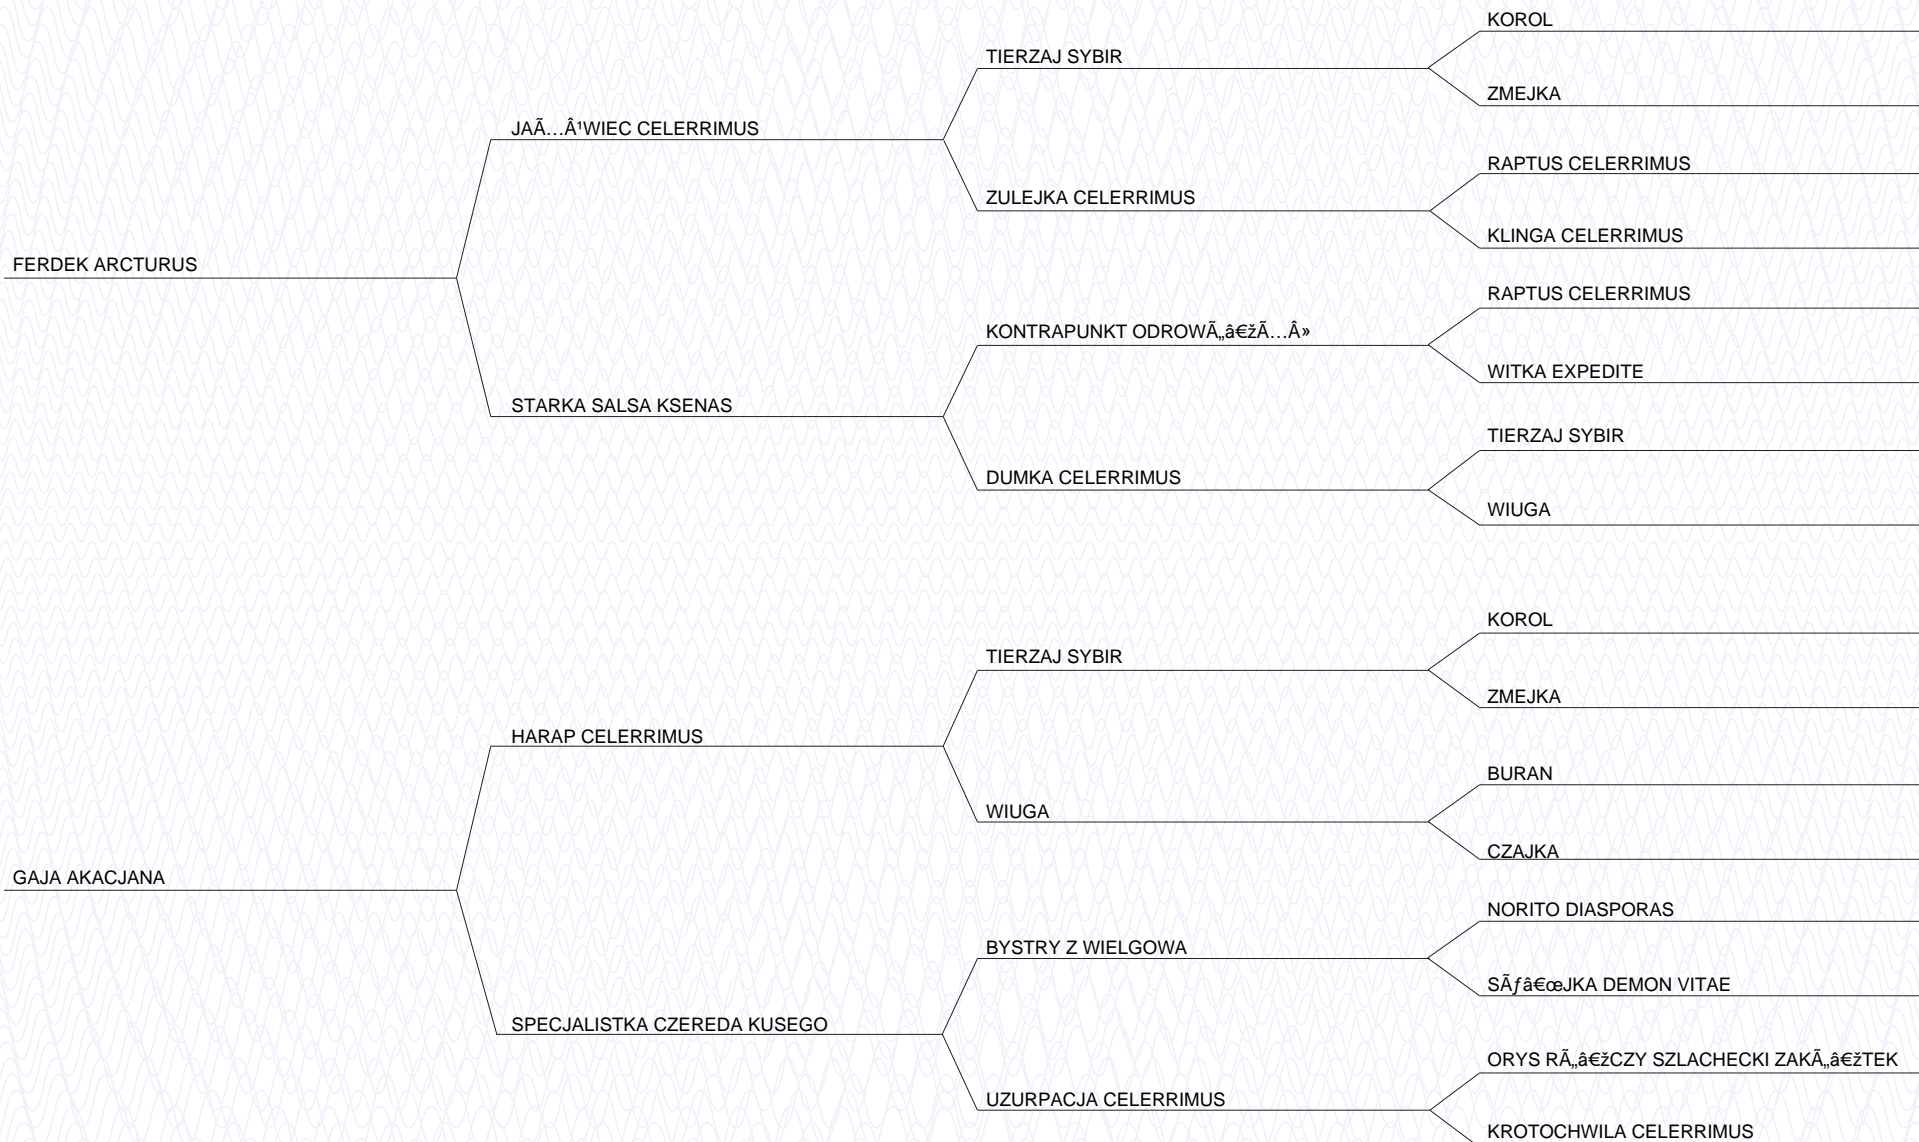 KOROL
TIERZAJ SYBIR
ZMEJKA
JAÃ…Â¹WIEC CELERRIMUS
RAPTUS CELERRIMUS
ZULEJKA CELERRIMUS
KLINGA CELERRIMUS
FERDEK ARCTURUS
RAPTUS CELERRIMUS
KONTRAPUNKT ODROWÃ„â€žÃ…Â»
WITKA EXPEDITE
STARKA SALSA KSENAS
TIERZAJ SYBIR
DUMKA CELERRIMUS
WIUGA
KOROL
TIERZAJ SYBIR
ZMEJKA
HARAP CELERRIMUS
BURAN
WIUGA
CZAJKA
GAJA AKACJANA
NORITO DIASPORAS
BYSTRY Z WIELGOWA
SÃƒâ€œJKA DEMON VITAE
SPECJALISTKA CZEREDA KUSEGO
ORYS RÃ„â€žCZY SZLACHECKI ZAKÃ„â€žTEK
UZURPACJA CELERRIMUS
KROTOCHWILA CELERRIMUS